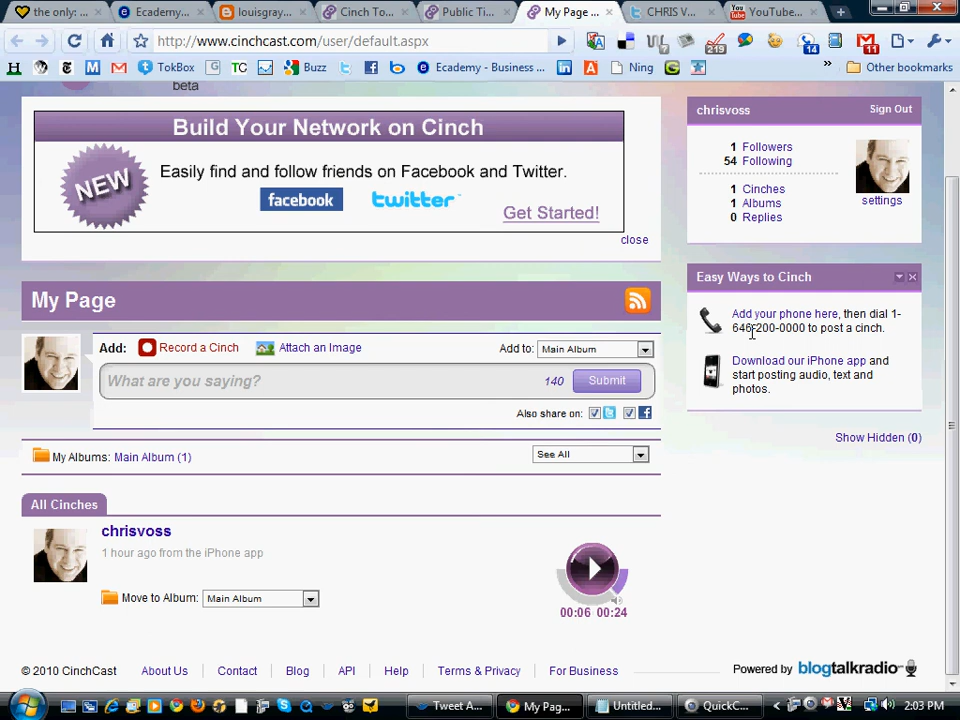 the only: ...
Ecademy...
louisgray...
Cinch To...
Public Ti...
My Page ...
CHRIS V...
YouTube...
http://www.cinchcast.com/user/default.aspx
219
14
11
TokBox
TC
Buzz
Ecademy - Business ...
Ning
Other bookmarks
beta
Build Your Network on Cinch
NEW
Easily find and follow friends on Facebook and Twitter.
facebook
twitter
Get Started!
close
chrisvoss
Sign Out
1 Followers
54 Following
1 Cinches
1 Albums
0 Replies
settings
Easy Ways to Cinch
Add your phone here, then dial 1-
646-200-0000 to post a cinch.
Download our iPhone app and
start posting audio, text and
photos.
Show Hidden (0)
My Page
Add: Record a Cinch Attach an Image
Add to: Main Album
What are you saying? 140 Submit
Also share on:
My Albums: Main Album (1)
See All
All Cinches
chrisvoss
1 hour ago from the iPhone app
Move to Album: Main Album
00:06 00:24
© 2010 CinchCast About Us Contact Blog API Help Terms & Privacy For Business
Powered by blogtalkradio
Tweet A...
My Pag...
Untitled...
QuickC...
2:03 PM